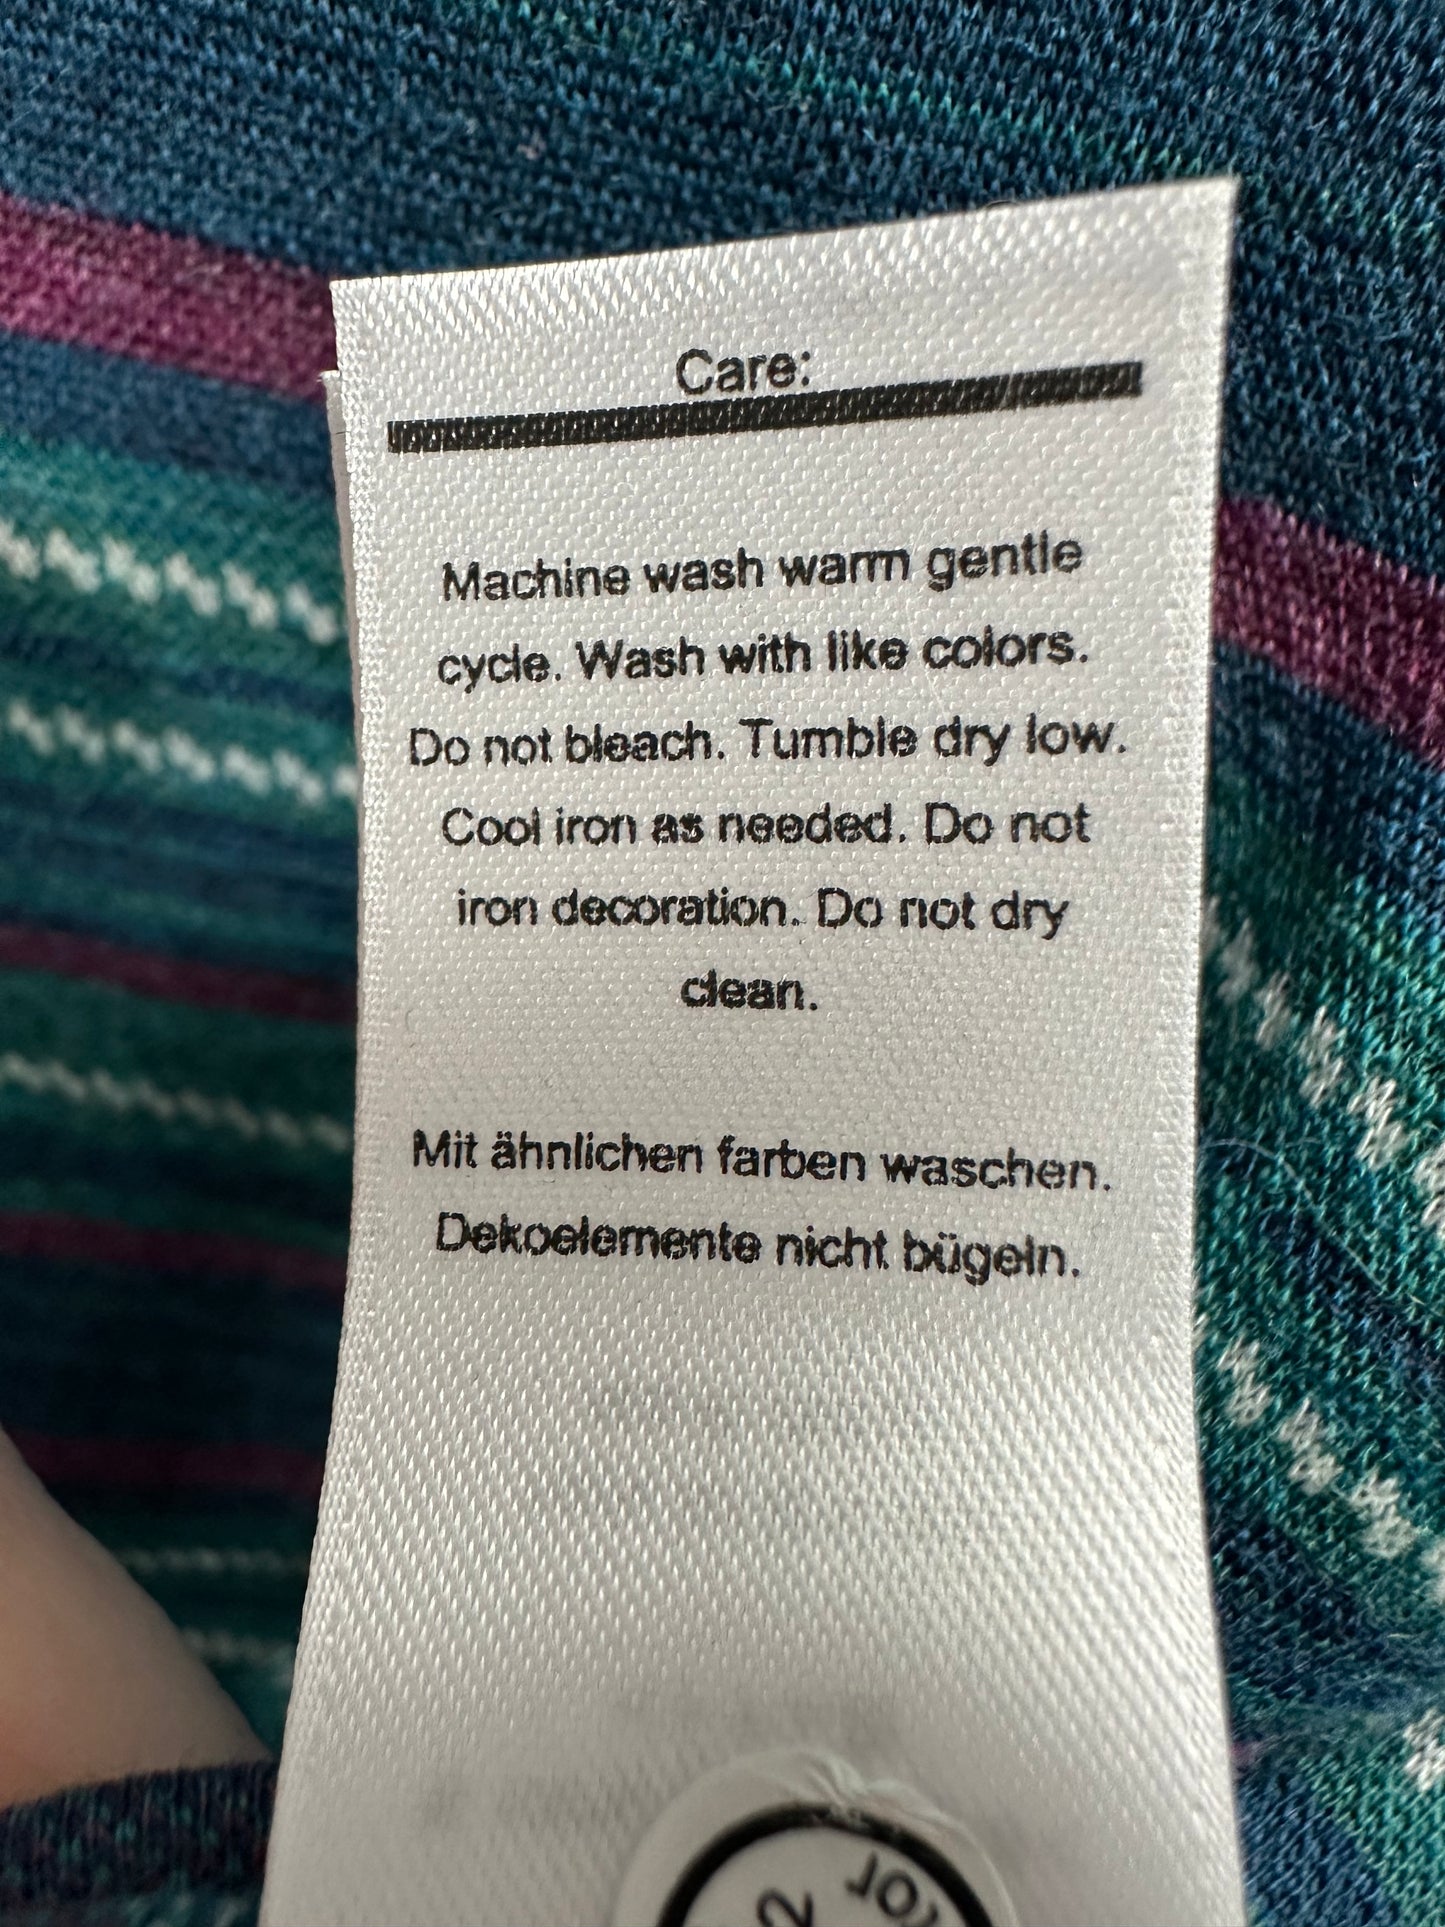 Care:
Machine wash warm gentle
cycle. Wash with like colors.
Do not bleach. Tumble dry low.
Cool iron as needed. Do not
iron decoration. Do not dry
clean.
Mit ähnlichen farben waschen.
Dekoelemente nicht bügeln.